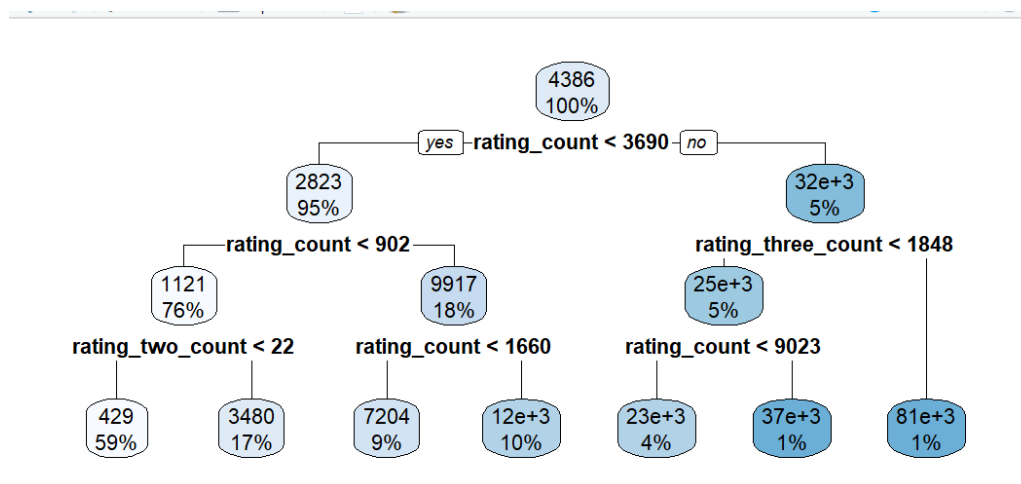 4386
100%
yes rating_count < 3690 no
2823
95%
32e+3
5%
rating_count < 902
rating_three_count < 1848
1121
76%
9917
18%
25e+3
5%
rating_two_count < 22
rating_count < 1660
rating_count < 9023
429
59%
3480
17%
7204
9%
12e+3
10%
23e+3
4%
37e+3
1%
81e+3
1%